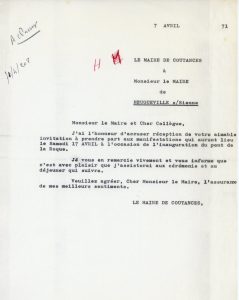 7 AVRIL 71
A classer
H
LE MAIRE DE COUTANCES
à
Monsieur le MAIRE
de
HEUGUEVILLE s/Sienne
Monsieur le Maire et Cher Collègue,
J'ai l'honneur d'accuser réception de votre aimable
invitation à prendre part aux manifestations qui auront lieu
le Samedi 17 AVRIL à l'occasion de l'inauguration du pont de
la Roque.
Je vous en remercie vivement et vous informe que
c'est avec plaisir que j'assisterai aux cérémonies et au
déjeuner qui suivra.
Veuillez agréer, Cher Monsieur le Maire, l'assurance
de mes meilleurs sentiments.
LE MAIRE DE COUTANCES,